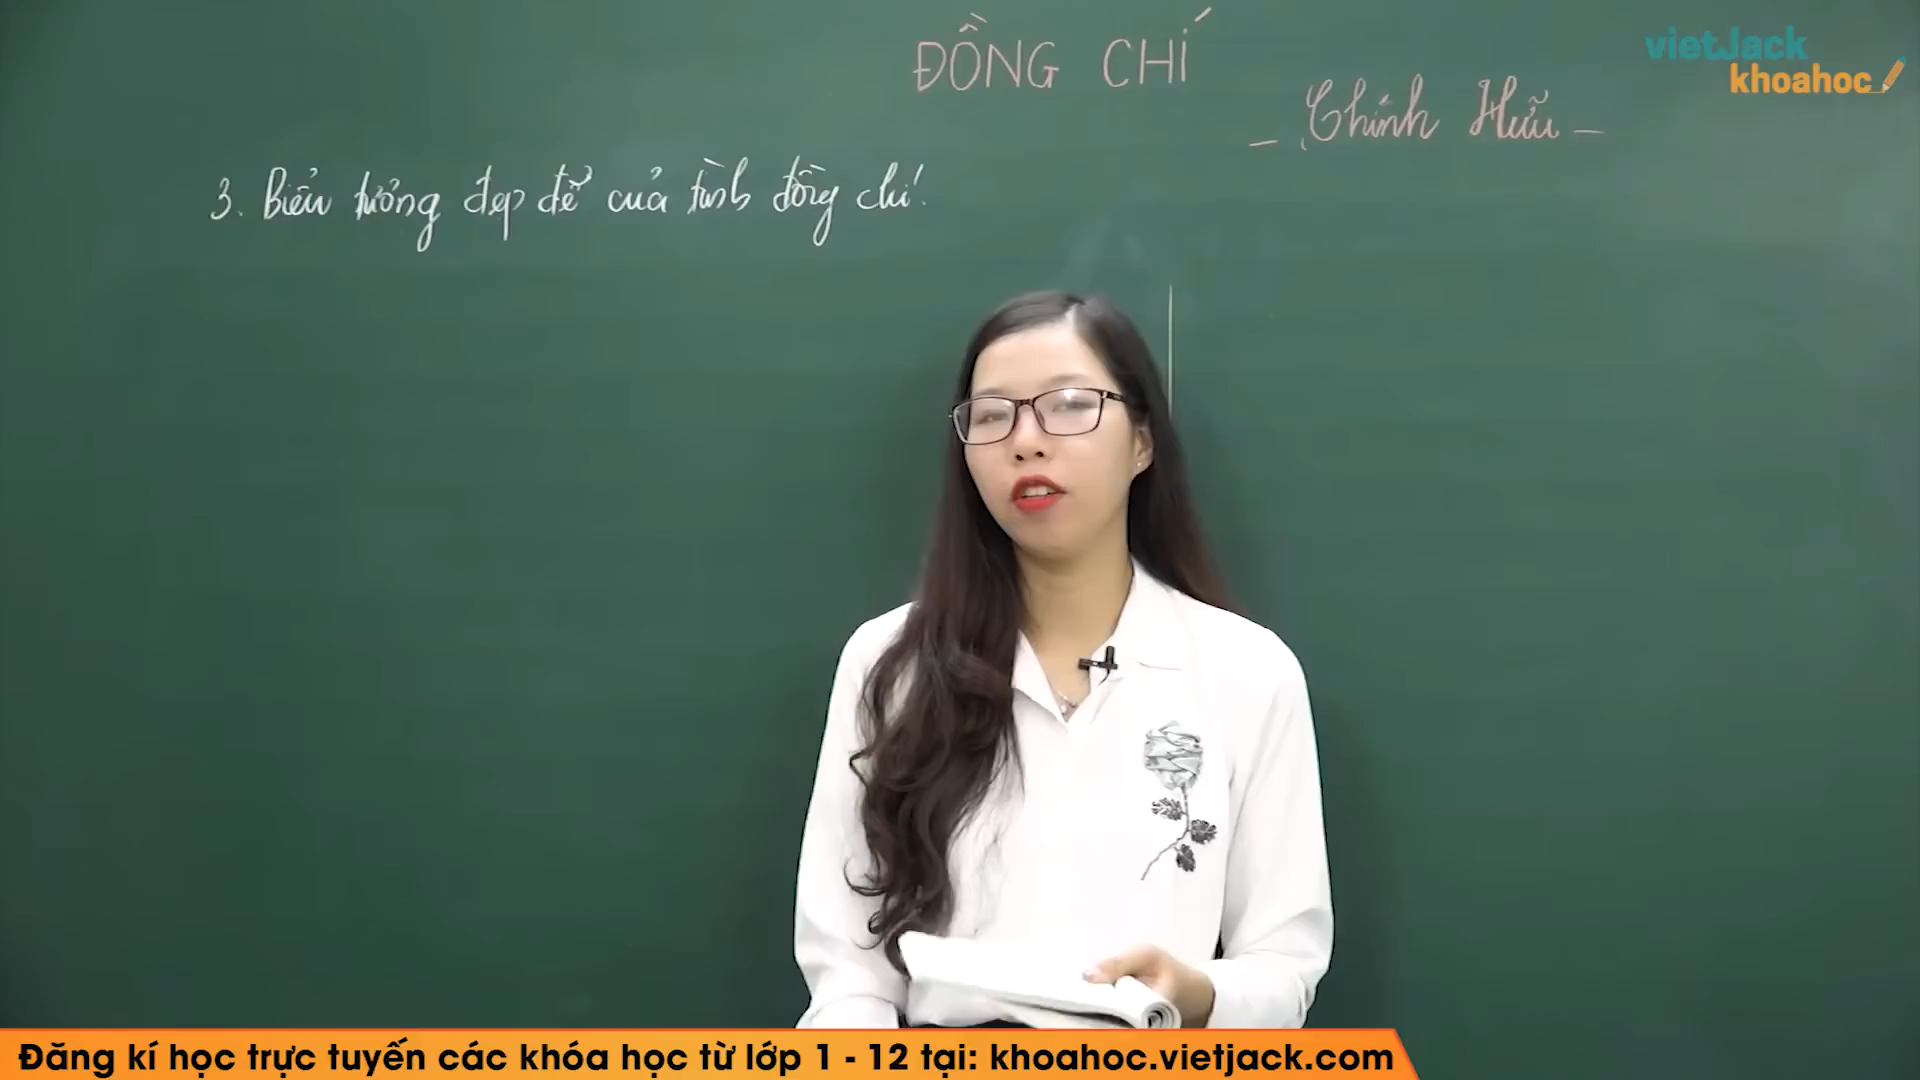 ĐỒNG CHÍ
vietJack
khoahoc
- Chính Hữu -
3. Biểu tượng đẹp đẽ của tình đồng chí.
Đăng kí học trực tuyến các khóa học từ lớp 1 - 12 tại: khoahoc.vietjack.com